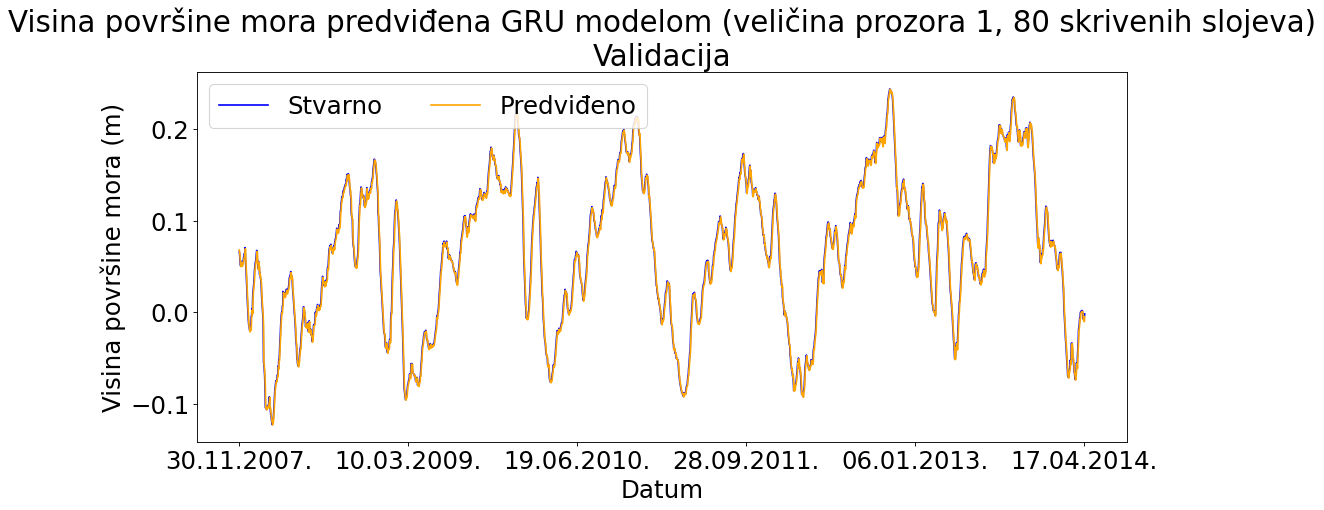 Visina površine mora predviđena GRU modelom (veličina prozora 1, 80 skrivenih slojeva)
Validacija
Stvarno Predviđeno
Visina površine mora (m)
0.2
0.1
0.0
−0.1
30.11.2007. 10.03.2009. 19.06.2010. 28.09.2011. 06.01.2013. 17.04.2014.
Datum